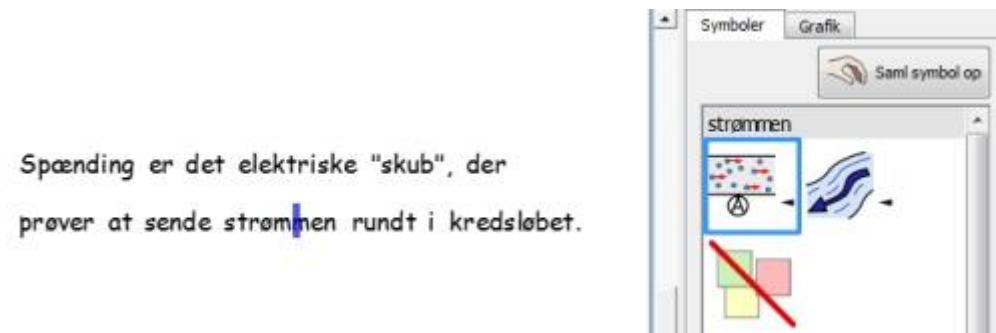 Symboler Grafik
Saml symbol op
strømmen
Spænding er det elektriske "skub", der
prøver at sende strømmen rundt i kredsløbet.
A